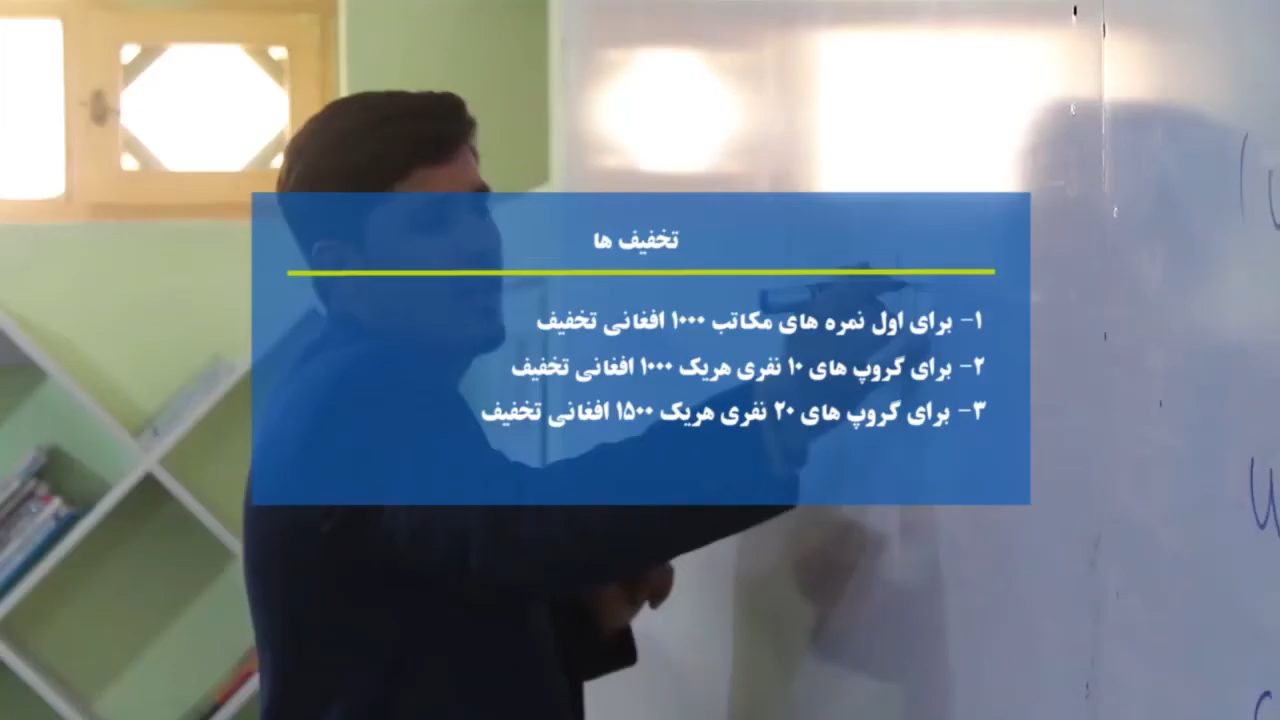 تخفیف ها
۱- برای اول نمره های مکاتب ۱۰۰۰ افغانی تخفیف
۲- برای گروپ های ۱۰ نفری هریک ۱۰۰۰ افغانی تخفیف
۳- برای گروپ های ۲۰ نفری هریک ۱۵۰۰ افغانی تخفیف